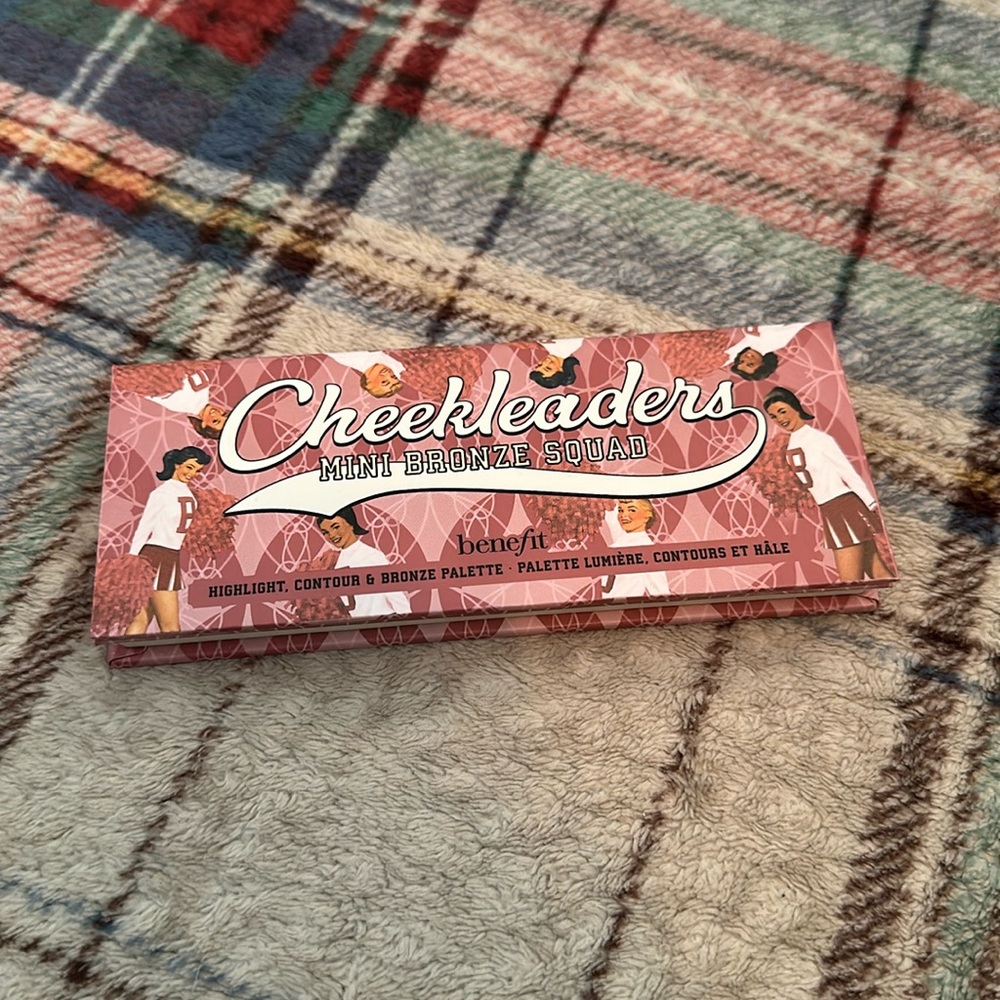 Cheekleaders
MINI BRONZE SQUAD
benefit
HIGHLIGHT, CONTOUR & BRONZE PALETTE · PALETTE LUMIÈRE, CONTOURS ET HÂLE
B
B